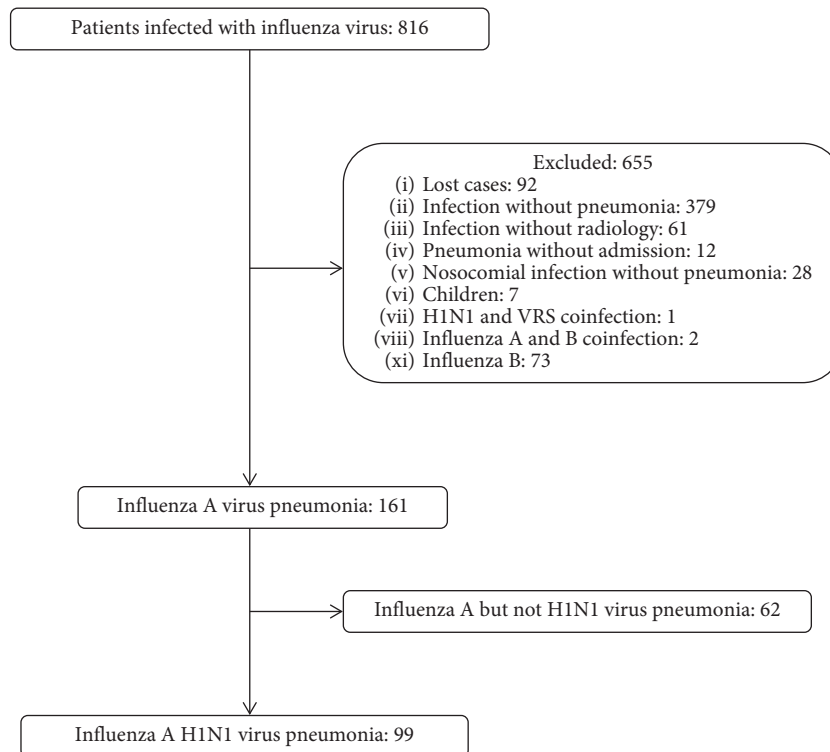 Patients infected with influenza virus: 816
Excluded: 655
(i) Lost cases: 92
(ii) Infection without pneumonia: 379
(iii) Infection without radiology: 61
(iv) Pneumonia without admission: 12
(v) Nosocomial infection without pneumonia: 28
(vi) Children: 7
(vii) H1N1 and VRS coinfection: 1
(viii) Influenza A and B coinfection: 2
(xi) Influenza B: 73
Influenza A virus pneumonia: 161
Influenza A but not H1N1 virus pneumonia: 62
Influenza A H1N1 virus pneumonia: 99